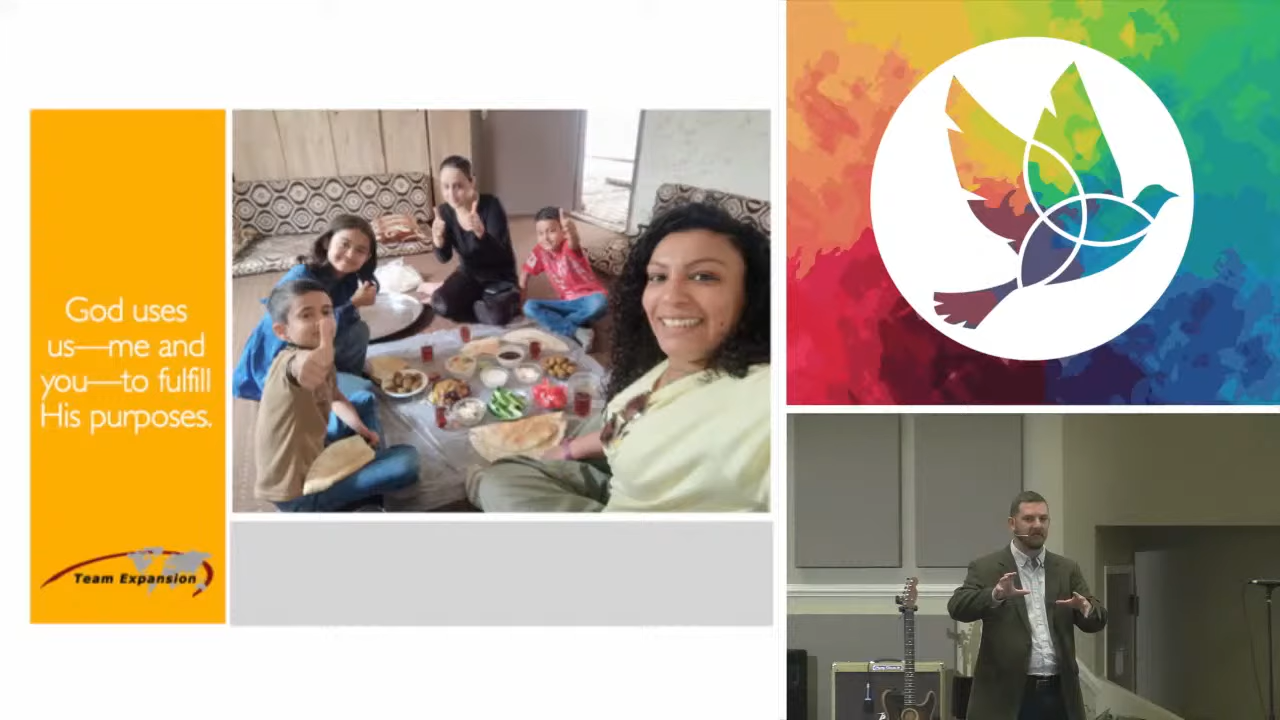 God uses
us—me and
you—to fulfill
His purposes.
Team Expansion